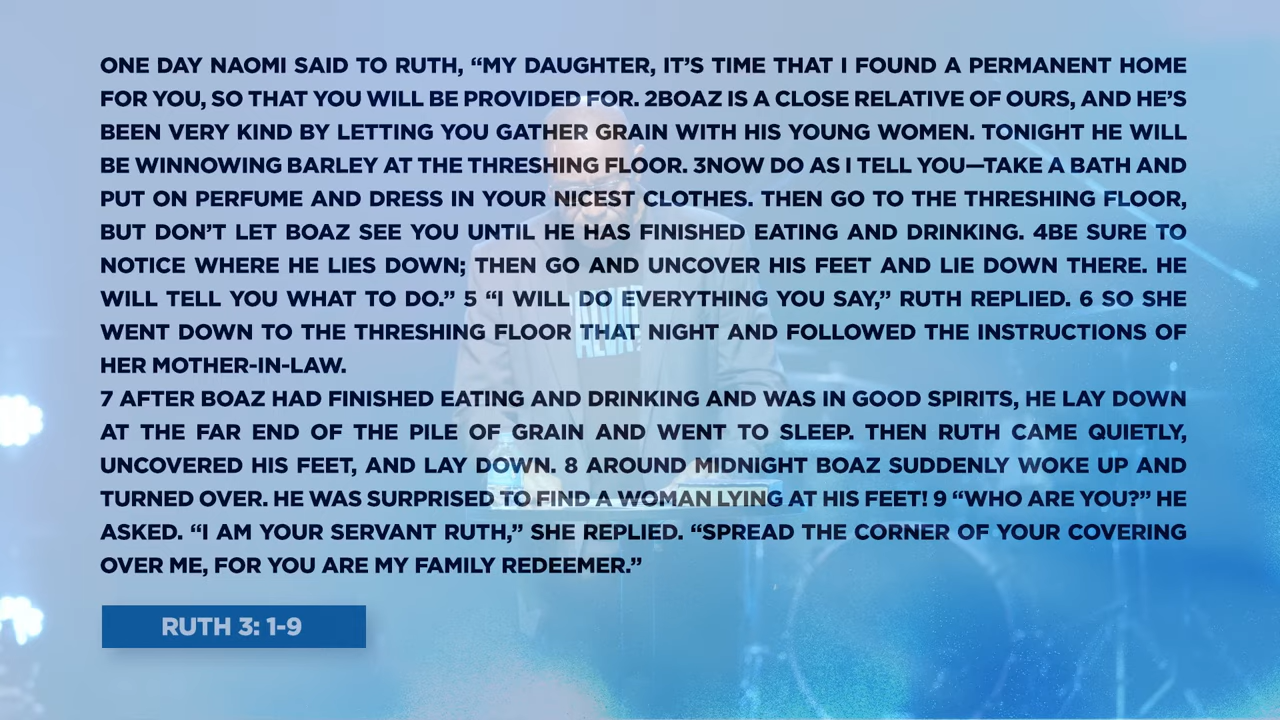 ONE DAY NAOMI SAID TO RUTH, “MY DAUGHTER, IT’S TIME THAT I FOUND A PERMANENT HOME
FOR YOU, SO THAT YOU WILL BE PROVIDED FOR. 2BOAZ IS A CLOSE RELATIVE OF OURS, AND HE’S
BEEN VERY KIND BY LETTING YOU GATHER GRAIN WITH HIS YOUNG WOMEN. TONIGHT HE WILL
BE WINNOWING BARLEY AT THE THRESHING FLOOR. 3NOW DO AS I TELL YOU—TAKE A BATH AND
PUT ON PERFUME AND DRESS IN YOUR NICEST CLOTHES. THEN GO TO THE THRESHING FLOOR,
BUT DON’T LET BOAZ SEE YOU UNTIL HE HAS FINISHED EATING AND DRINKING. 4BE SURE TO
NOTICE WHERE HE LIES DOWN; THEN GO AND UNCOVER HIS FEET AND LIE DOWN THERE. HE
WILL TELL YOU WHAT TO DO.” 5 “I WILL DO EVERYTHING YOU SAY,” RUTH REPLIED. 6 SO SHE
WENT DOWN TO THE THRESHING FLOOR THAT NIGHT AND FOLLOWED THE INSTRUCTIONS OF
HER MOTHER-IN-LAW.
7 AFTER BOAZ HAD FINISHED EATING AND DRINKING AND WAS IN GOOD SPIRITS, HE LAY DOWN
AT THE FAR END OF THE PILE OF GRAIN AND WENT TO SLEEP. THEN RUTH CAME QUIETLY,
UNCOVERED HIS FEET, AND LAY DOWN. 8 AROUND MIDNIGHT BOAZ SUDDENLY WOKE UP AND
TURNED OVER. HE WAS SURPRISED TO FIND A WOMAN LYING AT HIS FEET! 9 “WHO ARE YOU?” HE
ASKED. “I AM YOUR SERVANT RUTH,” SHE REPLIED. “SPREAD THE CORNER OF YOUR COVERING
OVER ME, FOR YOU ARE MY FAMILY REDEEMER.”
RUTH 3: 1-9